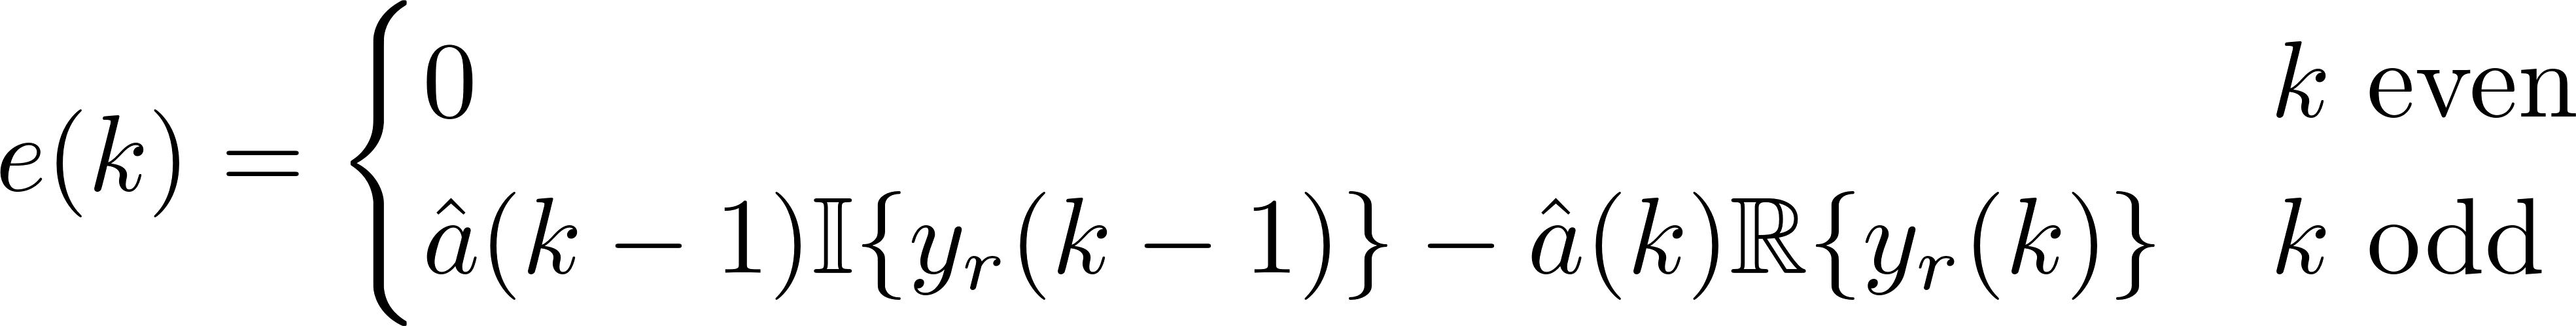 e(k) = { 0 k even
â(k − 1)𝕀{y_r(k − 1)} − â(k)ℝ{y_r(k)} k odd